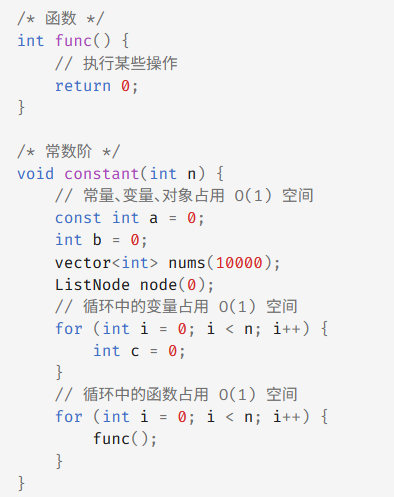 /* 函数 */
int func() {
    // 执行某些操作
    return 0;
}
/* 常数阶 */
void constant(int n) {
    // 常量、变量、对象占用 O(1) 空间
    const int a = 0;
    int b = 0;
    vector<int> nums(10000);
    ListNode node(0);
    // 循环中的变量占用 O(1) 空间
    for (int i = 0; i < n; i++) {
        int c = 0;
    }
    // 循环中的函数占用 O(1) 空间
    for (int i = 0; i < n; i++) {
        func();
    }
}